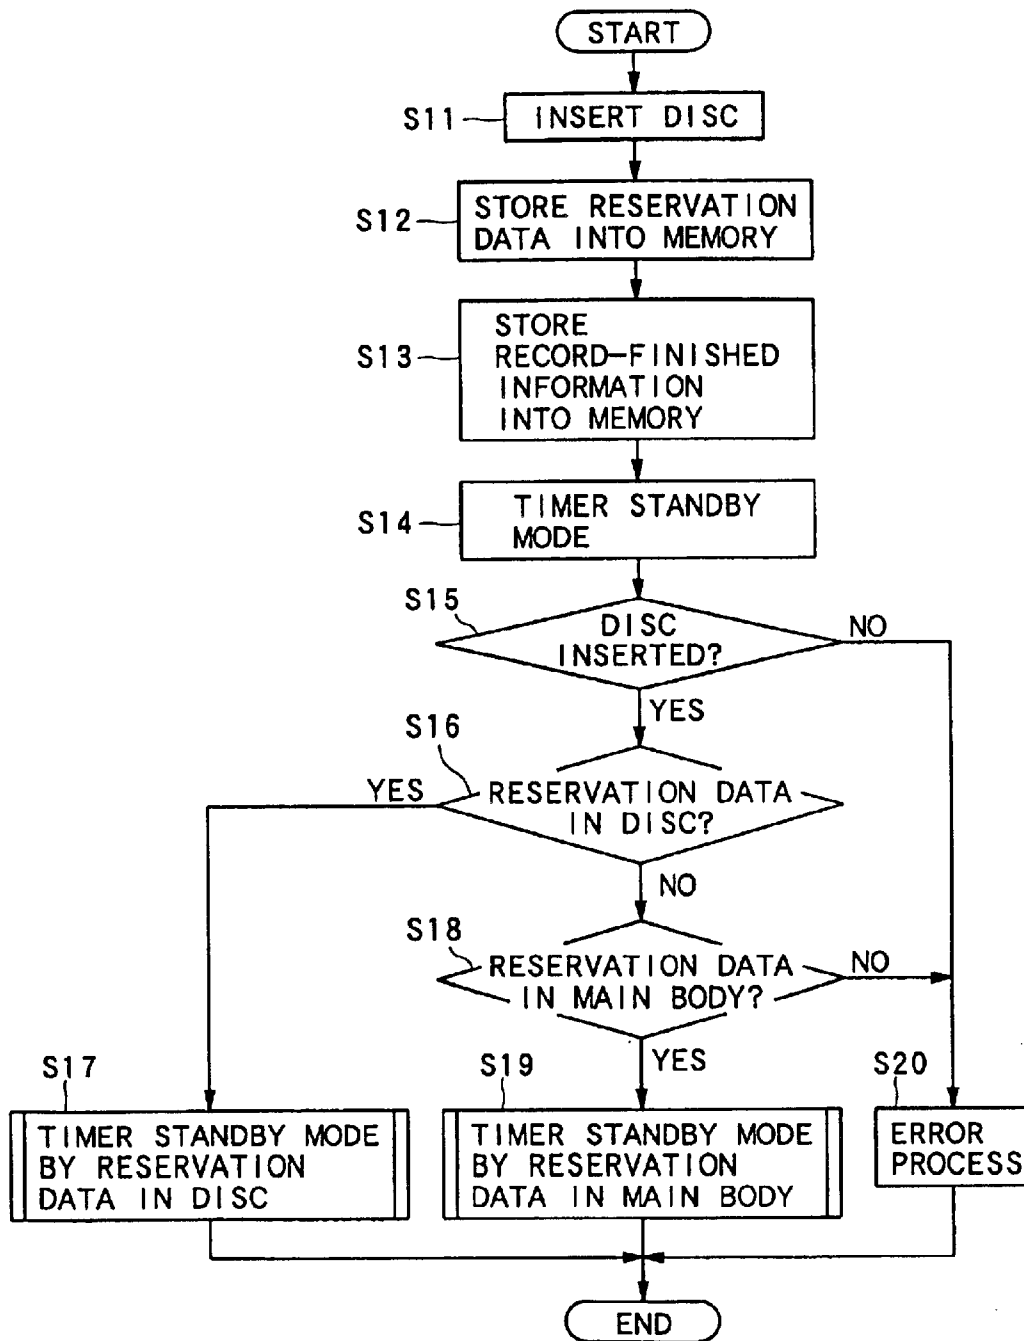 START
S11
INSERT DISC
S12
STORE RESERVATION
DATA INTO MEMORY
S13
STORE
RECORD-FINISHED
INFORMATION
INTO MEMORY
S14
TIMER STANDBY
MODE
S15
DISC
INSERTED?
NO
YES
S16
YES
RESERVATION DATA
IN DISC?
NO
S18
RESERVATION DATA
IN MAIN BODY?
NO
YES
S17
TIMER STANDBY MODE
BY RESERVATION
DATA IN DISC
S19
TIMER STANDBY MODE
BY RESERVATION
DATA IN MAIN BODY
S20
ERROR
PROCESS
END